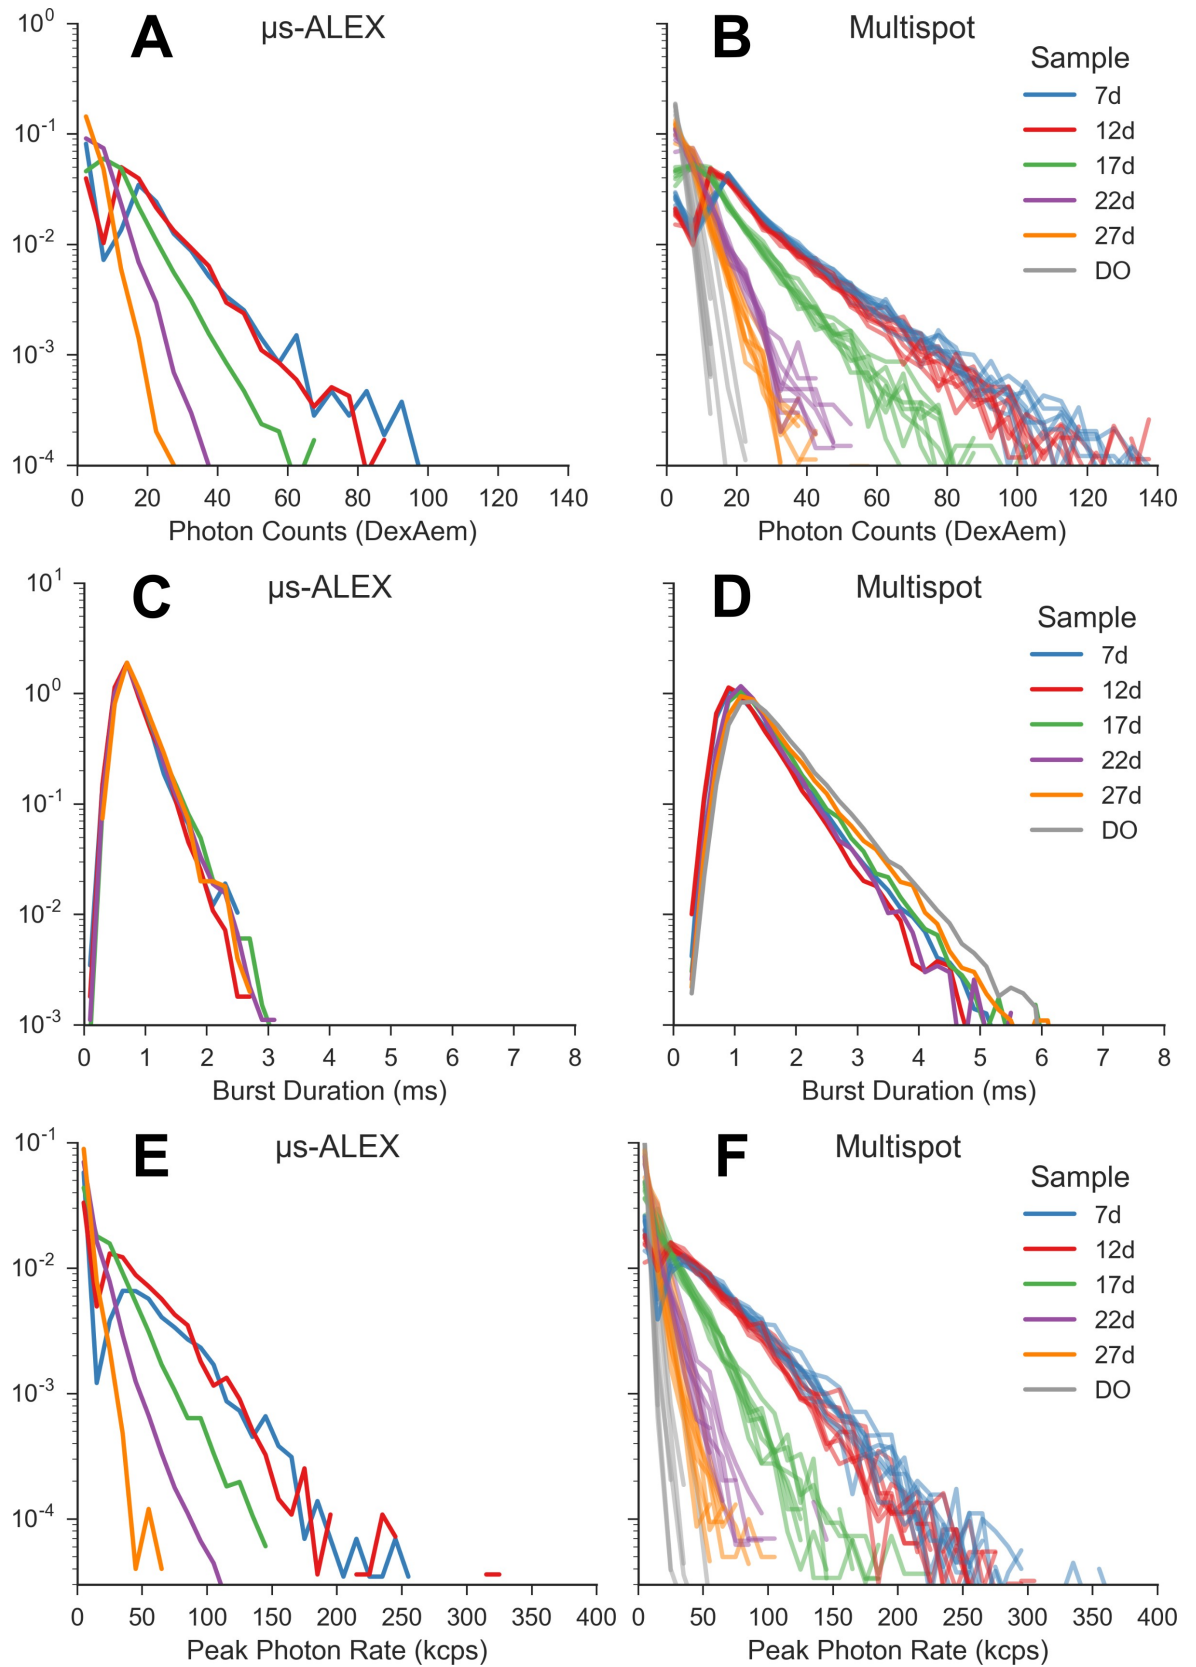 A
µs-ALEX
10^0
10^-1
10^-2
10^-3
10^-4
0 20 40 60 80 100 120 140
Photon Counts (DexAem)
B
Multispot
Sample
7d
12d
17d
22d
27d
DO
0 20 40 60 80 100 120 140
Photon Counts (DexAem)
C
µs-ALEX
10^1
10^0
10^-1
10^-2
10^-3
0 1 2 3 4 5 6 7 8
Burst Duration (ms)
D
Multispot
Sample
7d
12d
17d
22d
27d
DO
0 1 2 3 4 5 6 7 8
Burst Duration (ms)
E
µs-ALEX
10^-1
10^-2
10^-3
10^-4
0 50 100 150 200 250 300 350 400
Peak Photon Rate (kcps)
F
Multispot
Sample
7d
12d
17d
22d
27d
DO
0 50 100 150 200 250 300 350 400
Peak Photon Rate (kcps)